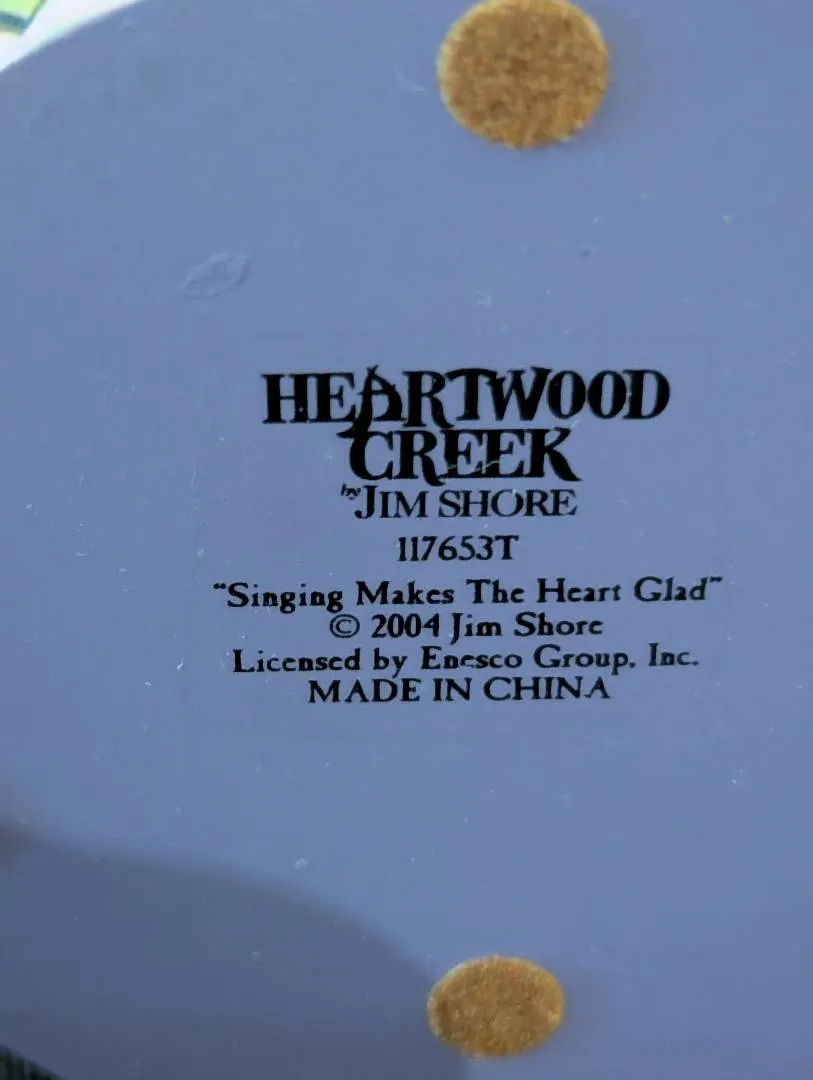 HEARTWOOD
CREEK
by JIM SHORE
117653T
“Singing Makes The Heart Glad”
© 2004 Jim Shore
Licensed by Enesco Group, Inc.
MADE IN CHINA